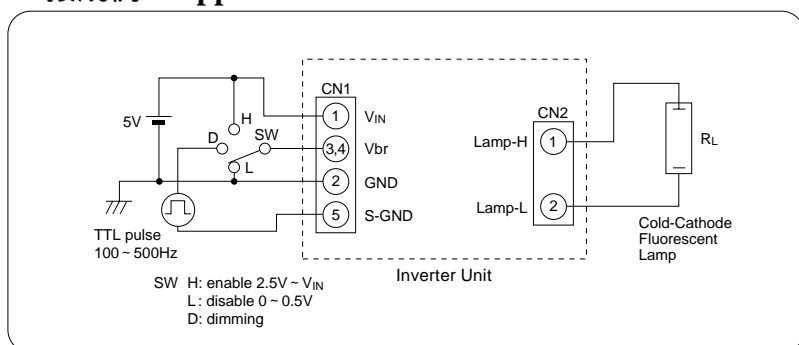 5V
H
D
SW
L
TTL pulse
100 ~ 500Hz
SW H: enable 2.5V ~ VIN
L: disable 0 ~ 0.5V
D: dimming
CN1
1 VIN
3,4 Vbr
2 GND
5 S-GND
Inverter Unit
CN2
Lamp-H 1
Lamp-L 2
RL
Cold-Cathode
Fluorescent
Lamp